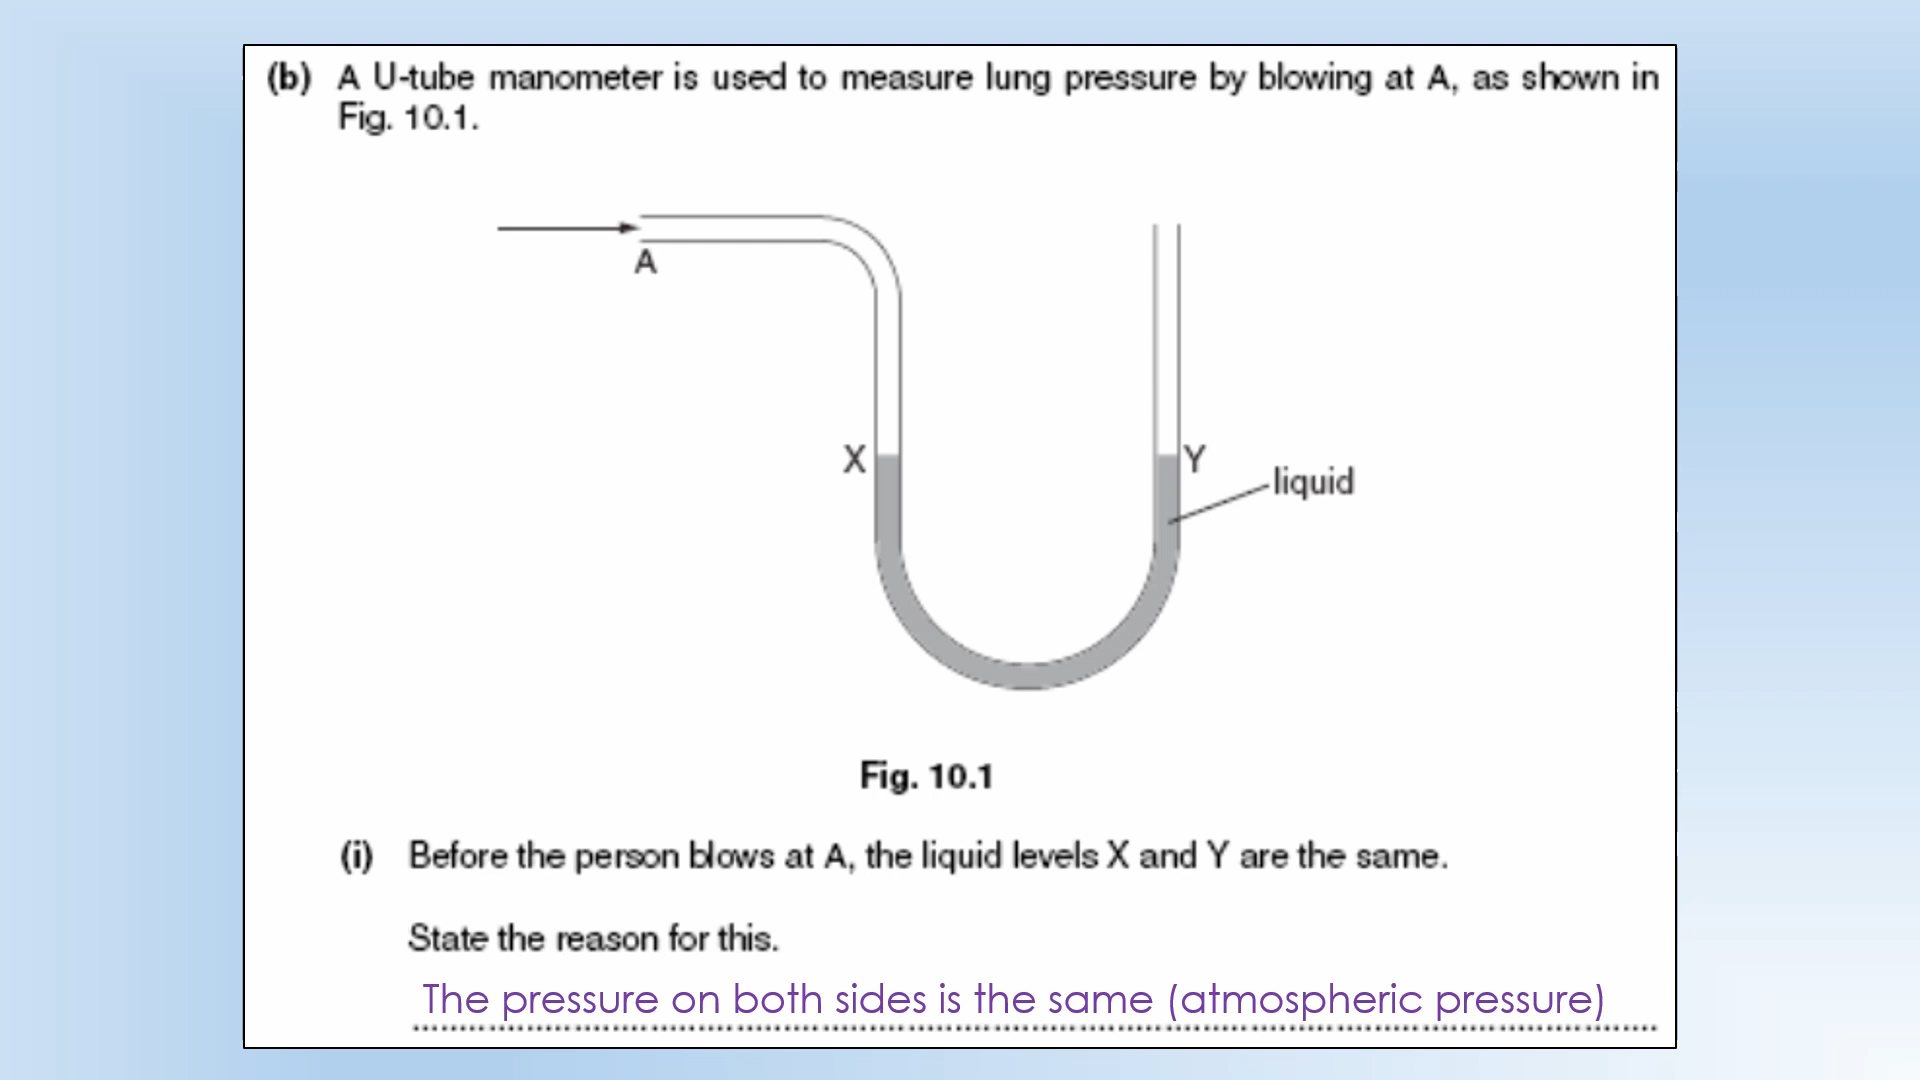 (b) A U-tube manometer is used to measure lung pressure by blowing at A, as shown in
Fig. 10.1.
A
X
Y
liquid
Fig. 10.1
(i) Before the person blows at A, the liquid levels X and Y are the same.
State the reason for this.
The pressure on both sides is the same (atmospheric pressure)